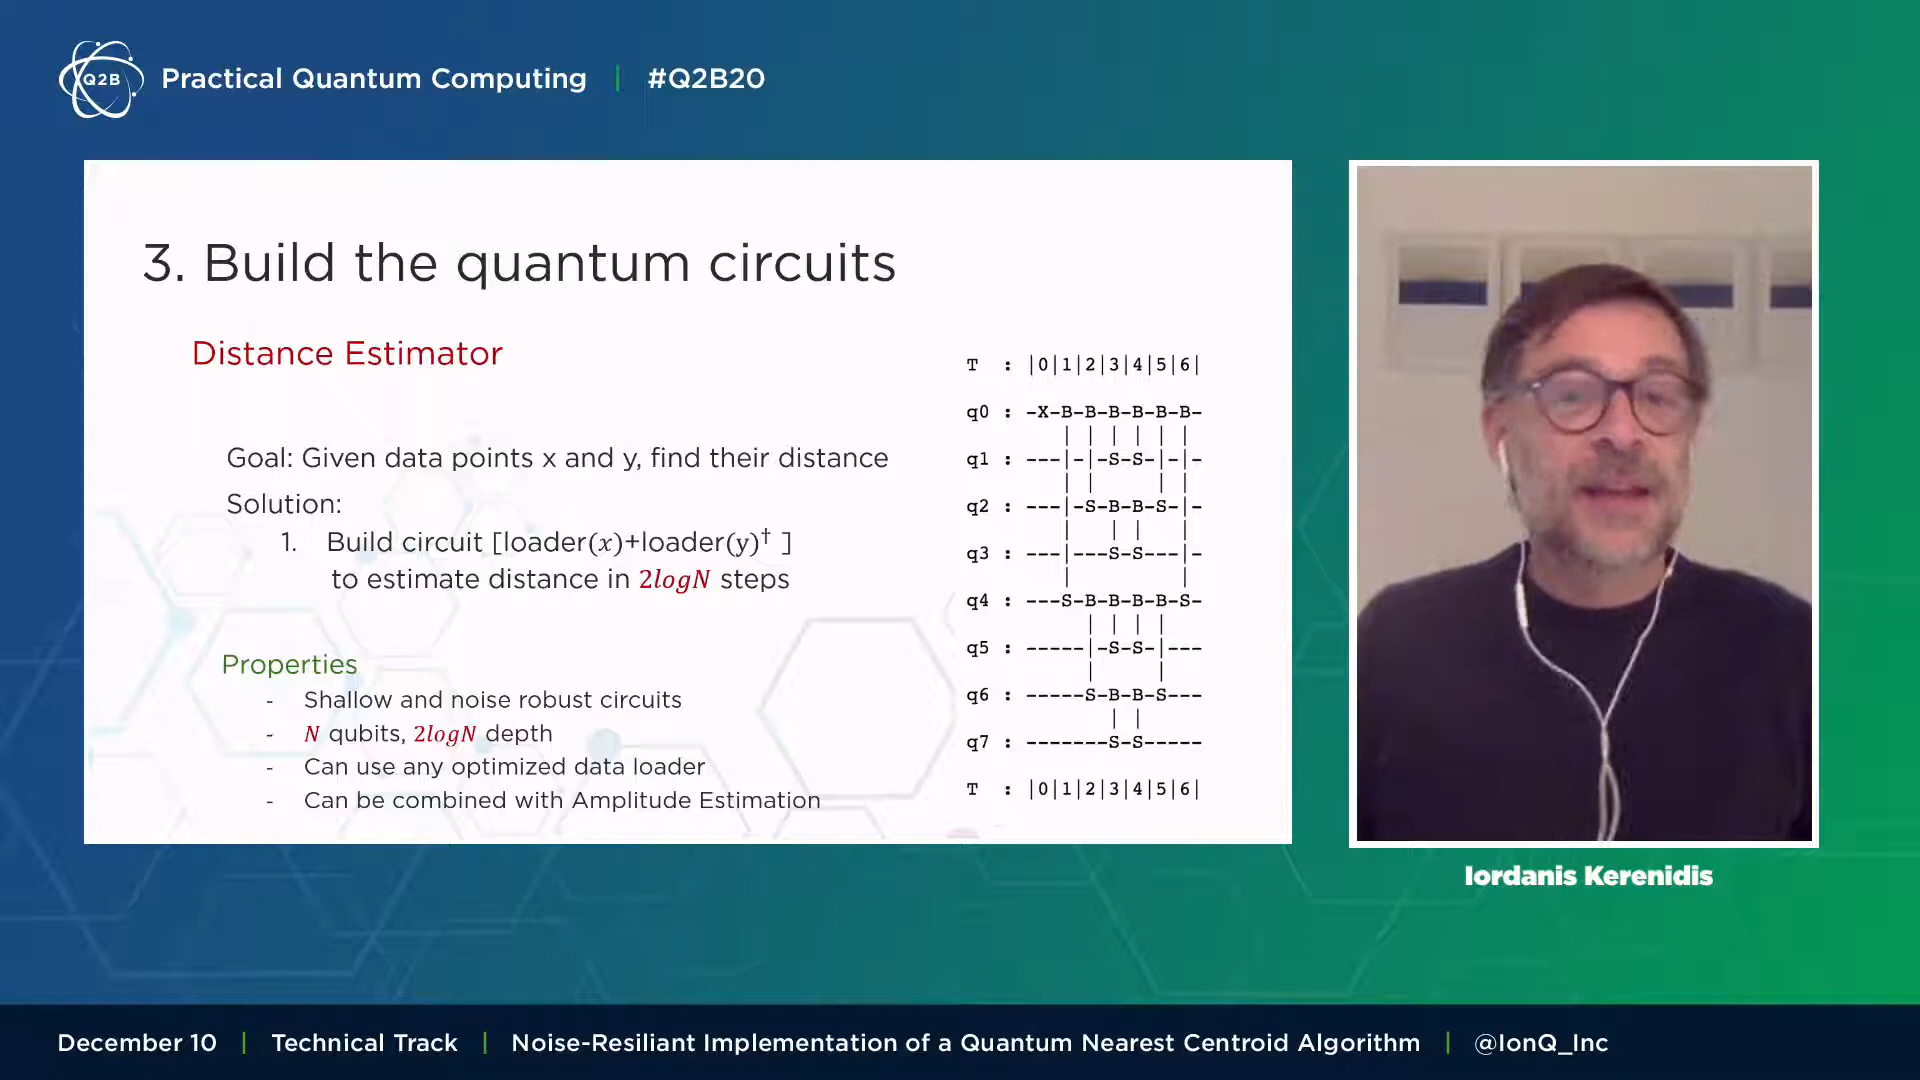 Q2B Practical Quantum Computing | #Q2B20
3. Build the quantum circuits
Distance Estimator
Goal: Given data points x and y, find their distance
Solution:
1. Build circuit [loader(x)+loader(y)† ]
to estimate distance in 2logN steps
Properties
- Shallow and noise robust circuits
- N qubits, 2logN depth
- Can use any optimized data loader
- Can be combined with Amplitude Estimation
T  : |0|1|2|3|4|5|6|
q0 : -X-B-B-B-B-B-B-
        | | | | | |
q1 : ---|-|-S-S-|-|-
        | |     | |
q2 : ---|-S-B-B-S-|-
        |   | |   |
q3 : ---|---S-S---|-
        |         |
q4 : ---S-B-B-B-B-S-
          | | | |
q5 : -----|-S-S-|---
          |     |
q6 : -----S-B-B-S---
            | |
q7 : -------S-S-----
T  : |0|1|2|3|4|5|6|
Iordanis Kerenidis
December 10 | Technical Track | Noise-Resiliant Implementation of a Quantum Nearest Centroid Algorithm | @IonQ_Inc